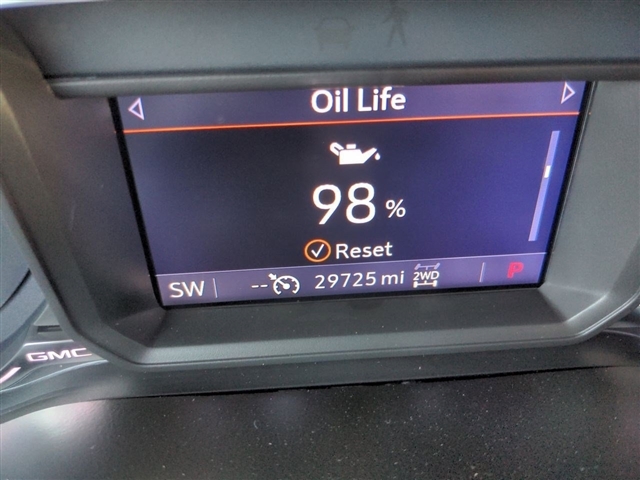 Oil Life
98 %
Reset
SW -- 29725 mi 2WD P
GMC